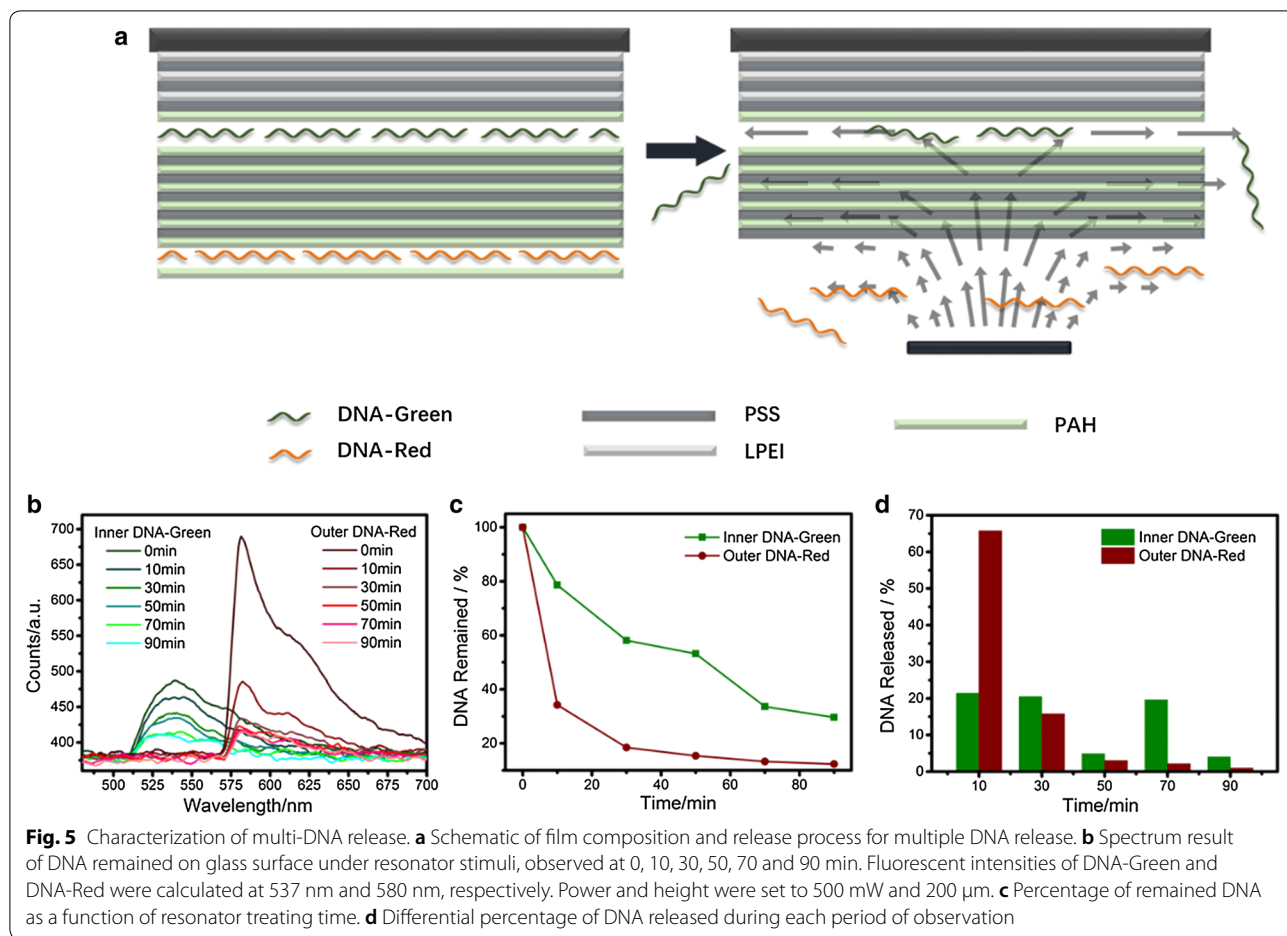 a
DNA-Green
PSS
PAH
DNA-Red
LPEI
b
Inner DNA-Green
0min
10min
30min
50min
70min
90min
Outer DNA-Red
0min
10min
30min
50min
70min
90min
Counts/a.u.
700
650
600
550
500
450
400
500
525
550
575
600
625
650
675
700
Wavelength/nm
c
Inner DNA-Green
Outer DNA-Red
DNA Remained / %
100
80
60
40
20
0
20
40
60
80
Time/min
d
Inner DNA-Green
Outer DNA-Red
DNA Released / %
70
60
50
40
30
20
10
0
10
30
50
70
90
Time/min
Fig. 5 Characterization of multi-DNA release. a Schematic of film composition and release process for multiple DNA release. b Spectrum result
of DNA remained on glass surface under resonator stimuli, observed at 0, 10, 30, 50, 70 and 90 min. Fluorescent intensities of DNA-Green and
DNA-Red were calculated at 537 nm and 580 nm, respectively. Power and height were set to 500 mW and 200 μm. c Percentage of remained DNA
as a function of resonator treating time. d Differential percentage of DNA released during each period of observation